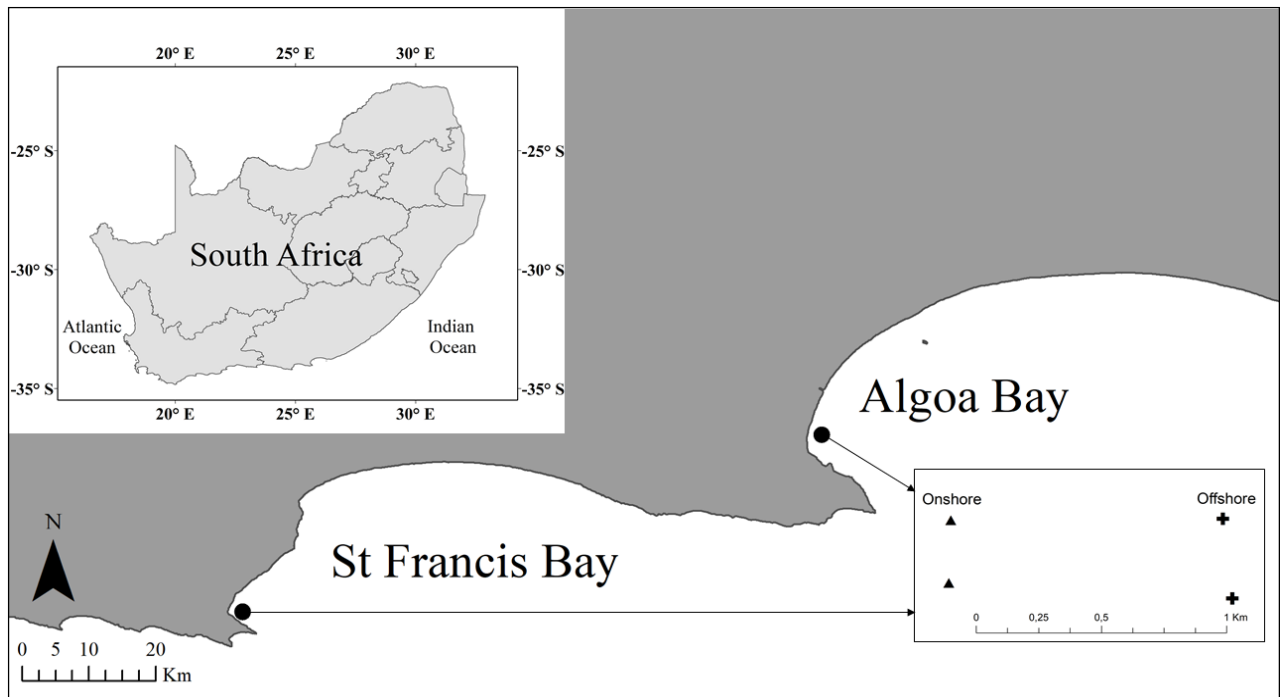 20° E 25° E 30° E
-25° S -25° S
South Africa
-30° S -30° S
Atlantic
Ocean
Indian
Ocean
-35° S -35° S
20° E 25° E 30° E
Algoa Bay
Onshore Offshore
0 0,25 0,5 1 Km
St Francis Bay
N
0 5 10 20
Km